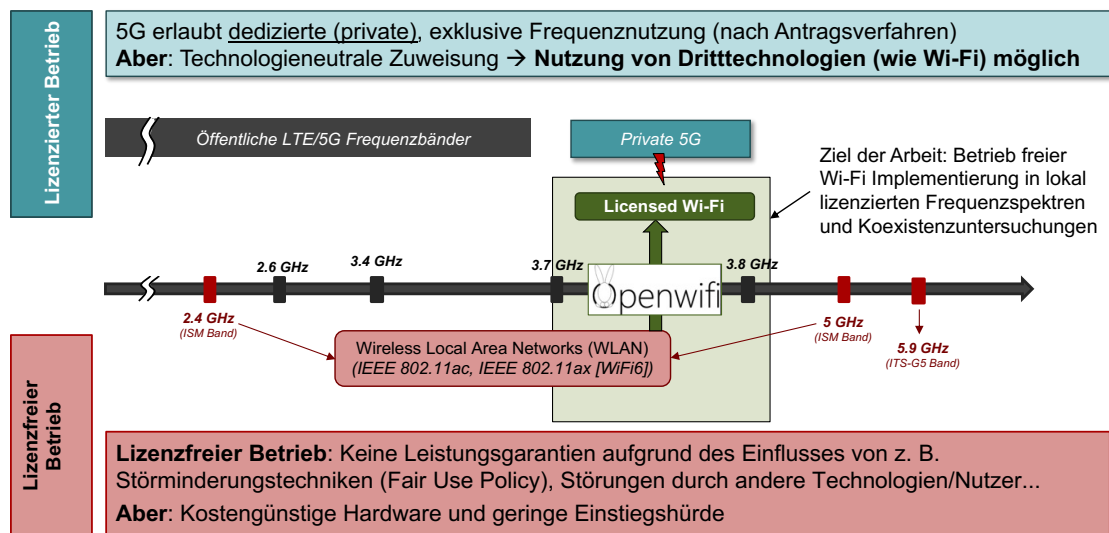 Lizenzierter Betrieb
5G erlaubt dedizierte (private), exklusive Frequenznutzung (nach Antragsverfahren)
Aber: Technologieneutrale Zuweisung → Nutzung von Dritttechnologien (wie Wi-Fi) möglich
Öffentliche LTE/5G Frequenzbänder
Private 5G
Ziel der Arbeit: Betrieb freier
Wi-Fi Implementierung in lokal
lizenzierten Frequenzspektren
und Koexistenzuntersuchungen
Licensed Wi-Fi
2.6 GHz
3.4 GHz
3.7 GHz
3.8 GHz
Openwifi
2.4 GHz
(ISM Band)
5 GHz
(ISM Band)
5.9 GHz
(ITS-G5 Band)
Wireless Local Area Networks (WLAN)
(IEEE 802.11ac, IEEE 802.11ax [WiFi6])
Lizenzfreier
Betrieb
Lizenzfreier Betrieb: Keine Leistungsgarantien aufgrund des Einflusses von z. B.
Störminderungstechniken (Fair Use Policy), Störungen durch andere Technologien/Nutzer...
Aber: Kostengünstige Hardware und geringe Einstiegshürde